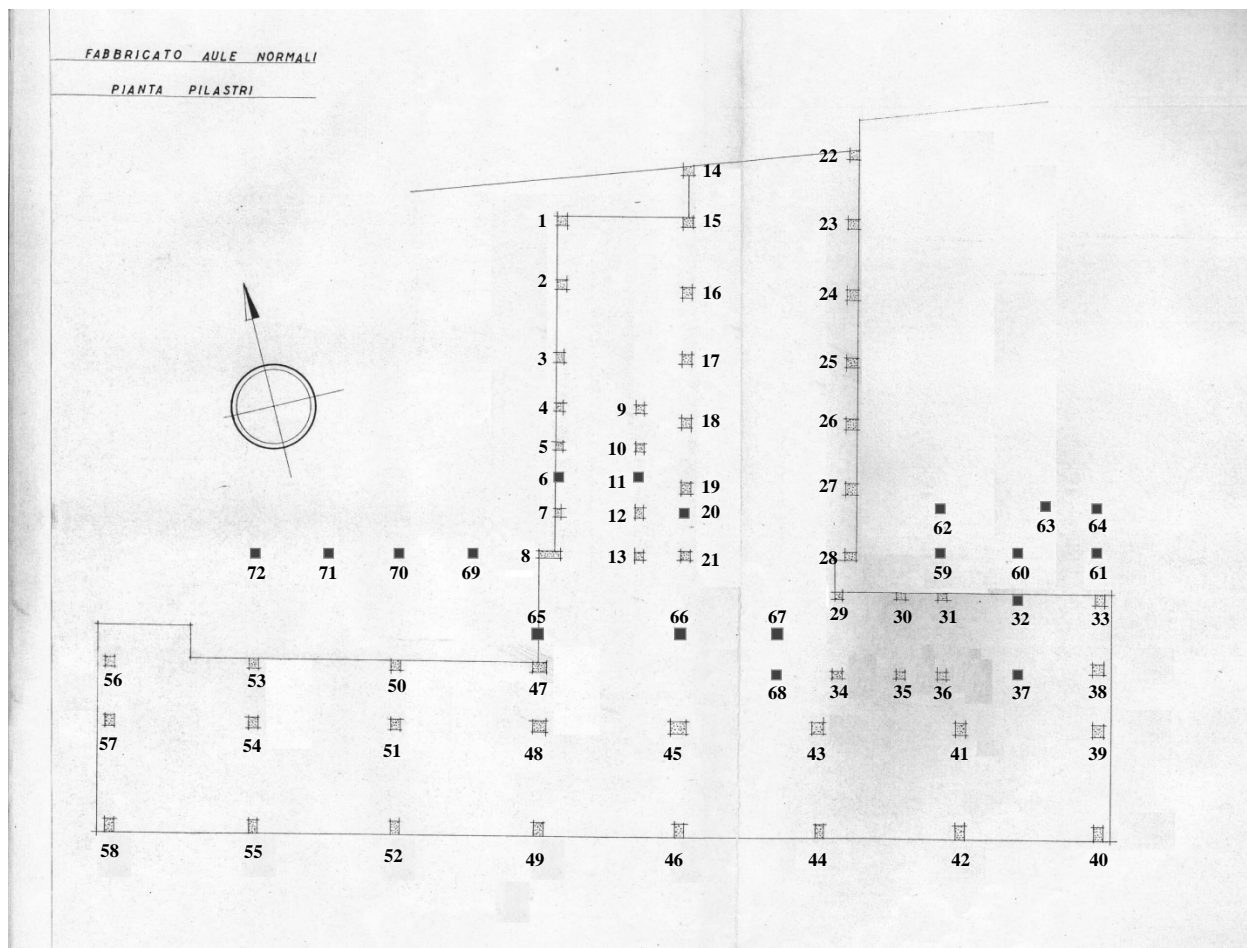 FABBRICATO AULE NORMALI
PIANTA PILASTRI
22
14
1 15 23
2 16 24
3 17 25
4 9 18 26
5 10
6 11 19 27
7 12 20 62 63 64
72 71 70 69 8 13 21 28 59 60 61
65 66 67 29 30 31 32 33
56 53 50 47 68 34 35 36 37 38
57 54 51 48 45 43 41 39
58 55 52 49 46 44 42 40